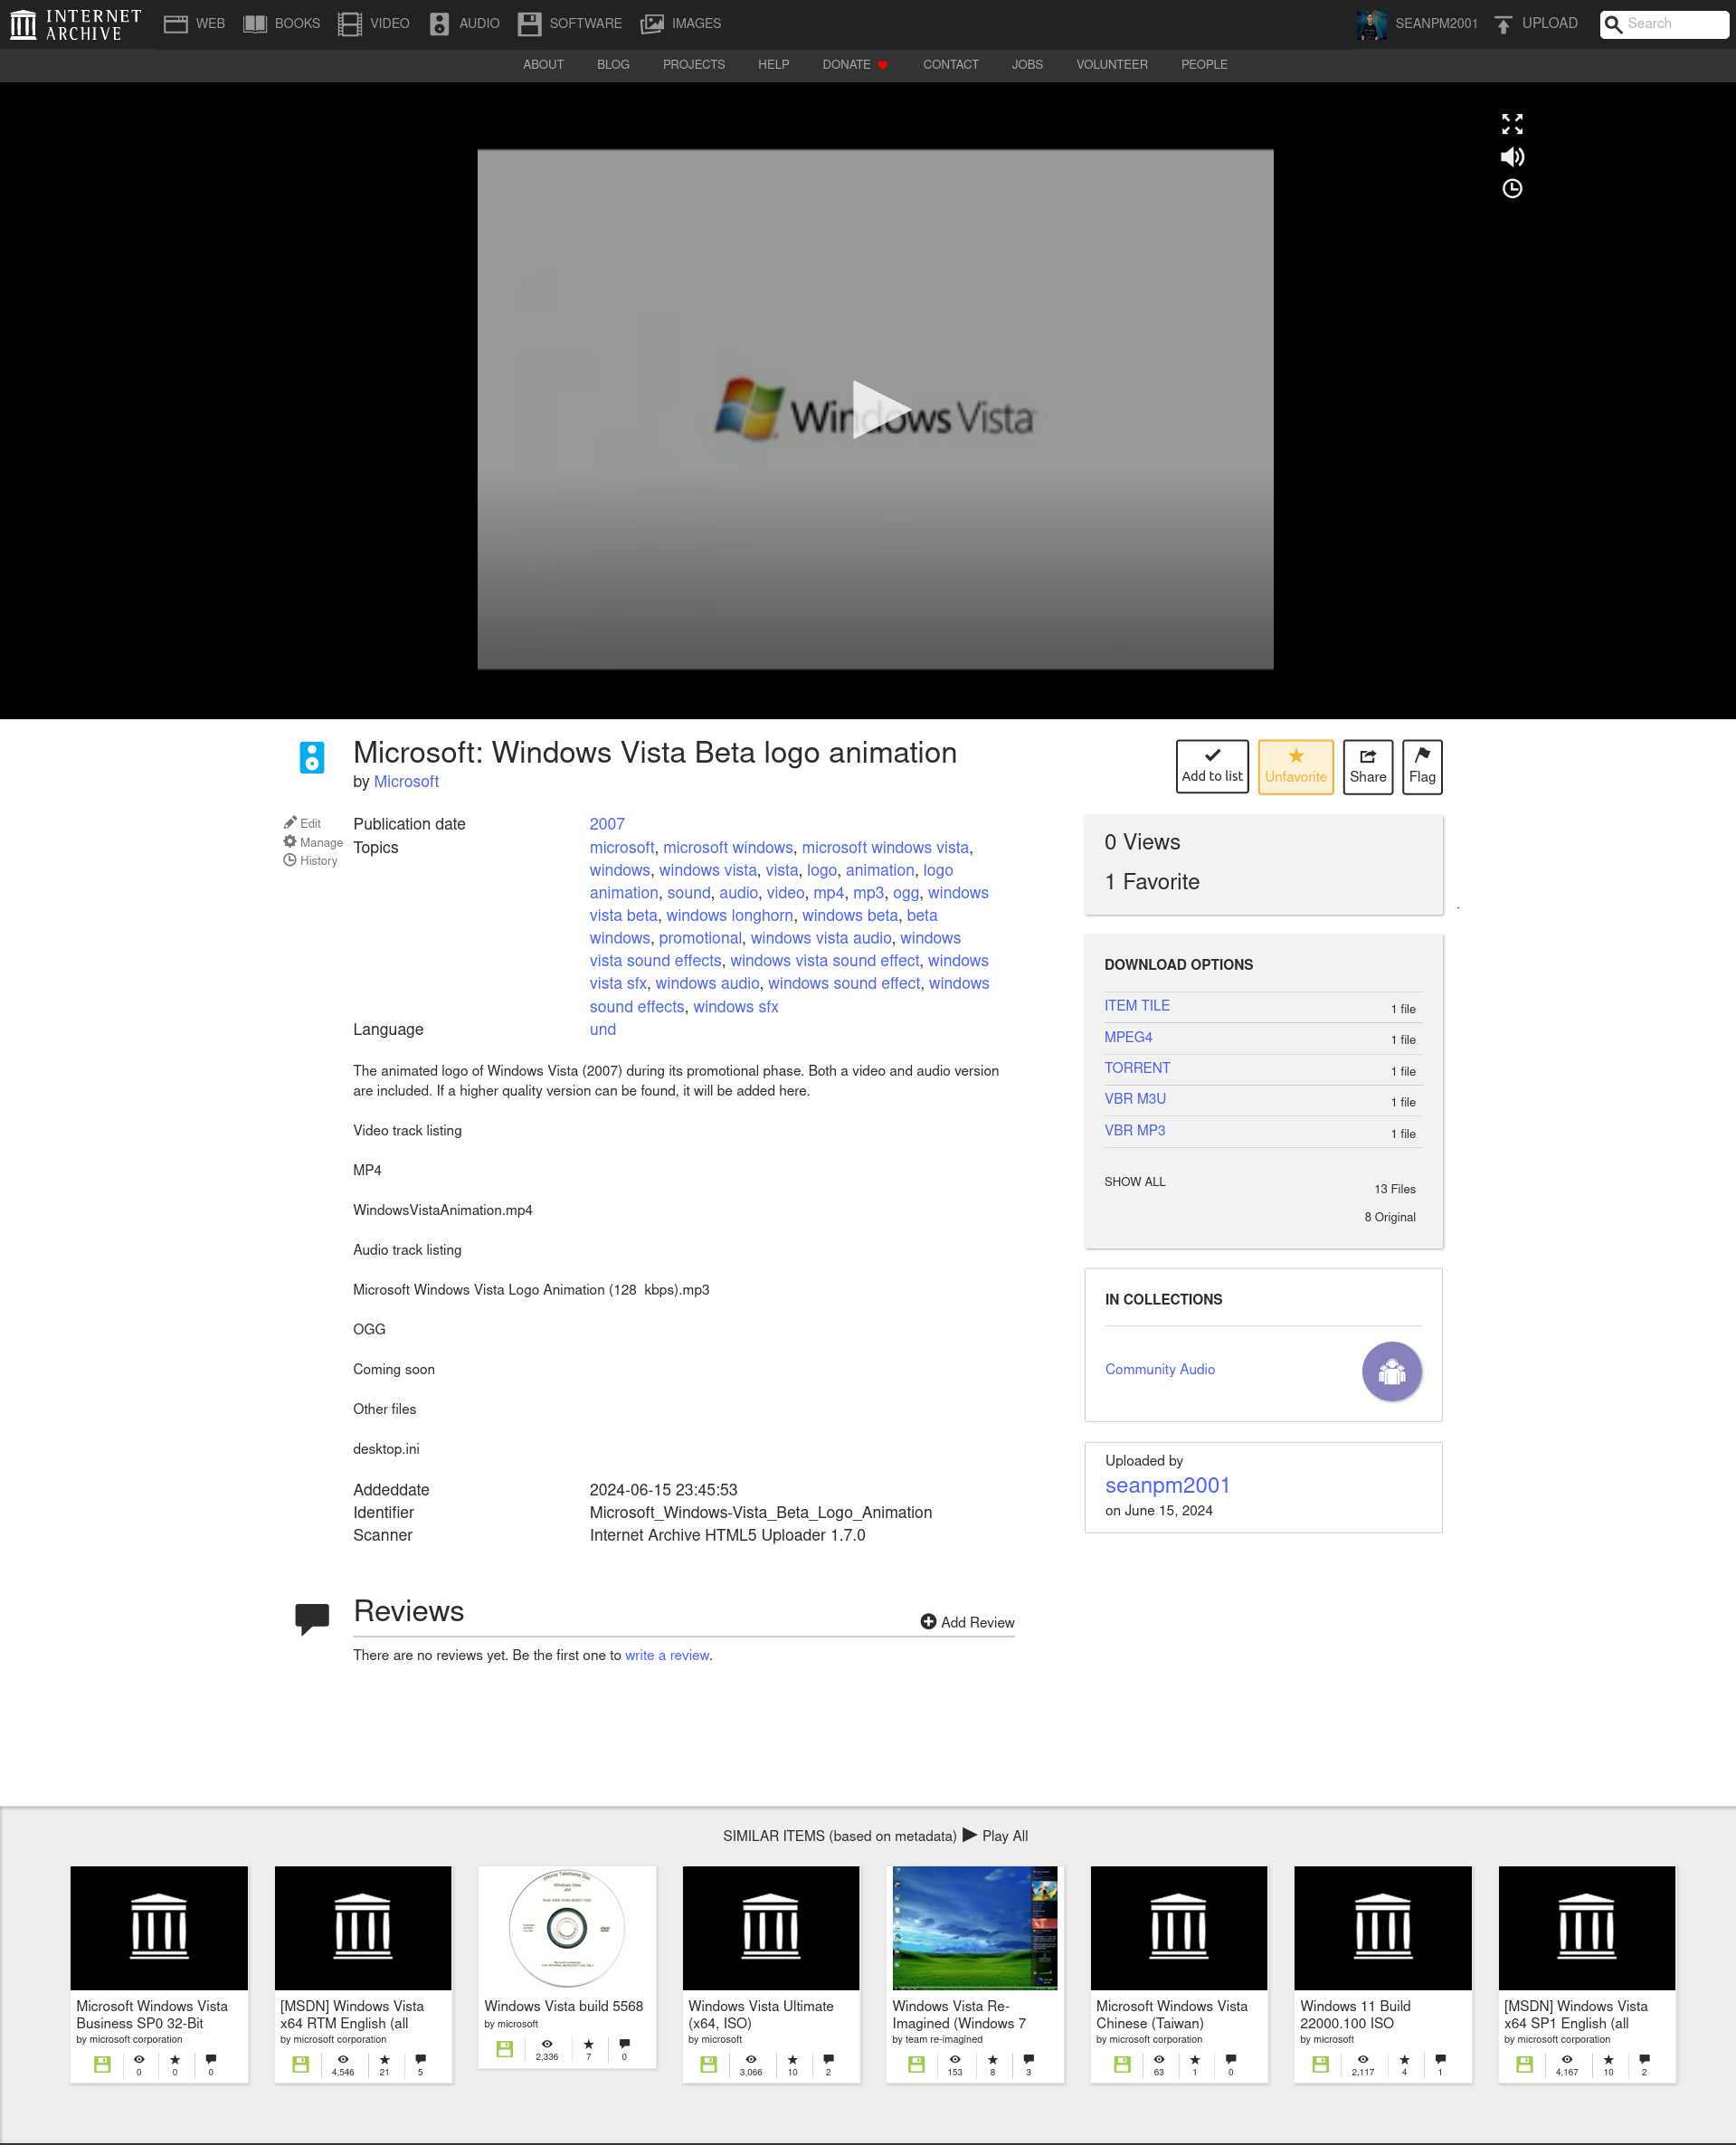 INTERNET ARCHIVE
WEB BOOKS VIDEO AUDIO SOFTWARE IMAGES SEANPM2001 UPLOAD Search
ABOUT BLOG PROJECTS HELP DONATE CONTACT JOBS VOLUNTEER PEOPLE
Windows Vista
Microsoft: Windows Vista Beta logo animation
by Microsoft
Add to list Unfavorite Share Flag
Edit
Manage
History
Publication date 2007
Topics microsoft, microsoft windows, microsoft windows vista,
windows, windows vista, vista, logo, animation, logo
animation, sound, audio, video, mp4, mp3, ogg, windows
vista beta, windows longhorn, windows beta, beta
windows, promotional, windows vista audio, windows
vista sound effects, windows vista sound effect, windows
vista sfx, windows audio, windows sound effect, windows
sound effects, windows sfx
Language und
The animated logo of Windows Vista (2007) during its promotional phase. Both a video and audio version
are included. If a higher quality version can be found, it will be added here.
Video track listing
MP4
WindowsVistaAnimation.mp4
Audio track listing
Microsoft Windows Vista Logo Animation (128 kbps).mp3
OGG
Coming soon
Other files
desktop.ini
Addeddate 2024-06-15 23:45:53
Identifier Microsoft_Windows-Vista_Beta_Logo_Animation
Scanner Internet Archive HTML5 Uploader 1.7.0
0 Views
1 Favorite
DOWNLOAD OPTIONS
ITEM TILE 1 file
MPEG4 1 file
TORRENT 1 file
VBR M3U 1 file
VBR MP3 1 file
SHOW ALL 13 Files
8 Original
IN COLLECTIONS
Community Audio
Uploaded by
seanpm2001
on June 15, 2024
Reviews
Add Review
There are no reviews yet. Be the first one to write a review.
SIMILAR ITEMS (based on metadata) Play All
Microsoft Windows Vista
Business SP0 32-Bit
by microsoft corporation
0 0 0
[MSDN] Windows Vista
x64 RTM English (all
by microsoft corporation
4,546 21 5
Windows Vista build 5568
by microsoft
2,336 7 0
Windows Vista Ultimate
(x64, ISO)
by microsoft
3,066 10 2
Windows Vista Re-
Imagined (Windows 7
by team re-imagined
153 8 3
Microsoft Windows Vista
Chinese (Taiwan)
by microsoft corporation
63 1 0
Windows 11 Build
22000.100 ISO
by microsoft
2,117 4 1
[MSDN] Windows Vista
x64 SP1 English (all
by microsoft corporation
4,167 10 2